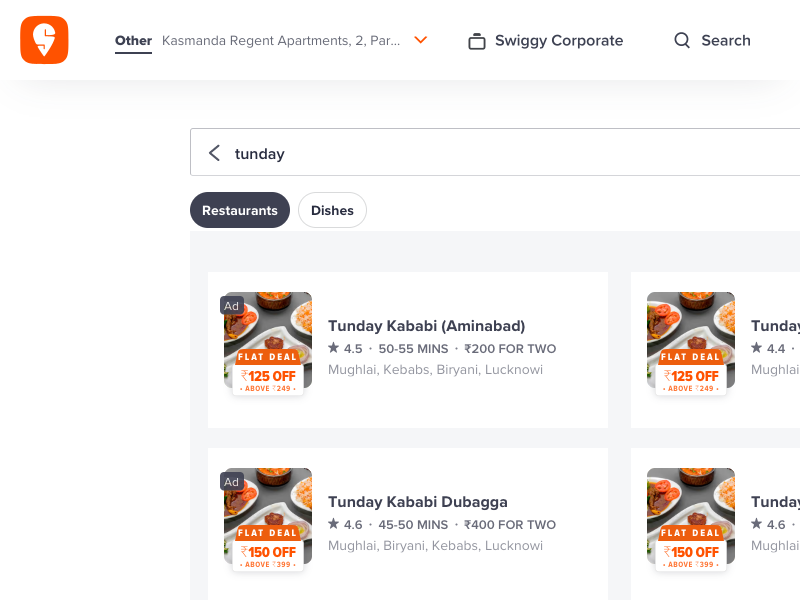 Other Kasmanda Regent Apartments, 2, Par... Swiggy Corporate Search
tunday
Restaurants Dishes
Ad
FLAT DEAL
₹125 OFF
• ABOVE ₹249 •
Tunday Kababi (Aminabad)
★ 4.5 · 50-55 MINS · ₹200 FOR TWO
Mughlai, Kebabs, Biryani, Lucknowi
FLAT DEAL
₹125 OFF
• ABOVE ₹249 •
Tunday
★ 4.4 ·
Mughlai
Ad
FLAT DEAL
₹150 OFF
• ABOVE ₹399 •
Tunday Kababi Dubagga
★ 4.6 · 45-50 MINS · ₹400 FOR TWO
Mughlai, Biryani, Kebabs, Lucknowi
FLAT DEAL
₹150 OFF
• ABOVE ₹399 •
Tunday
★ 4.6 ·
Mughlai